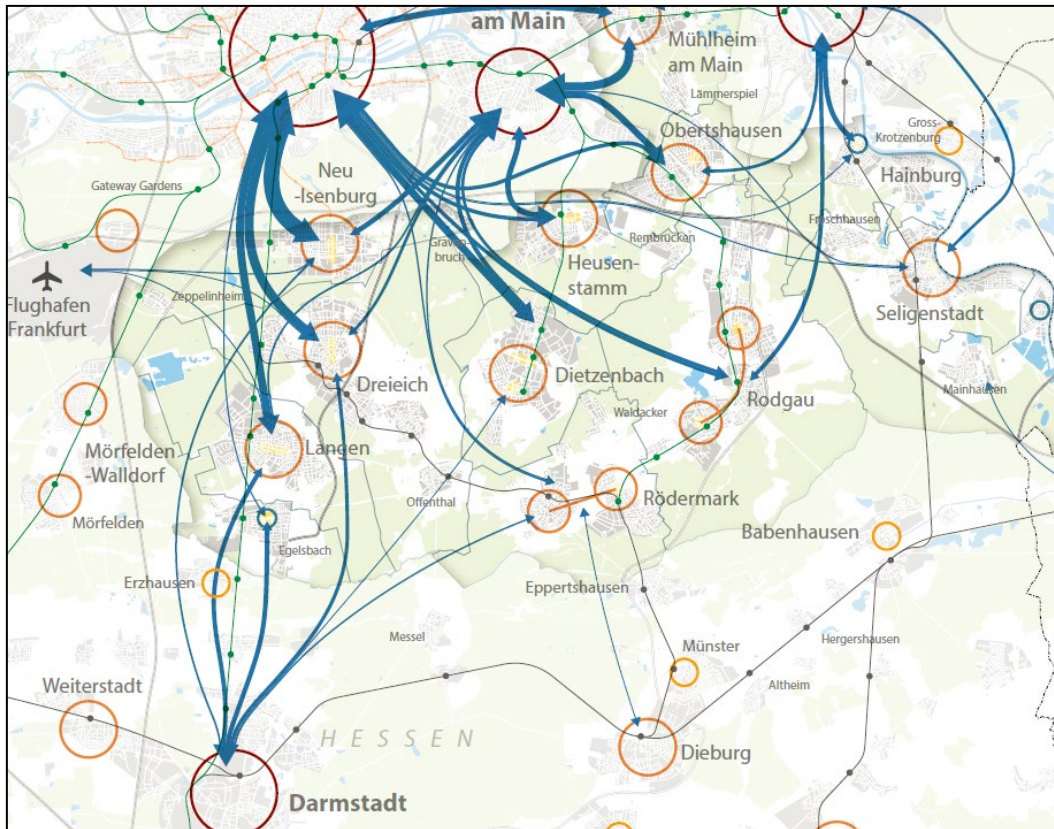 am Main
Mühlheim
am Main
Lämmerspiel
Gross-
Krotzenburg
Obertshausen
Hainburg
Neu
-Isenburg
Gateway Gardens
Froschhausen
Rembrücken
Graven-
bruch
Heusen-
stamm
Zeppelinheim
Flughafen
Frankfurt
Seligenstadt
Dreieich
Dietzenbach
Rodgau
Mainhausen
Waldacker
Mörfelden
-Walldorf
Langen
Offenthal
Rödermark
Mörfelden
Babenhausen
Egelsbach
Erzhausen
Eppertshausen
Messel
Hergershausen
Münster
Altheim
Weiterstadt
HESSEN
Dieburg
Darmstadt